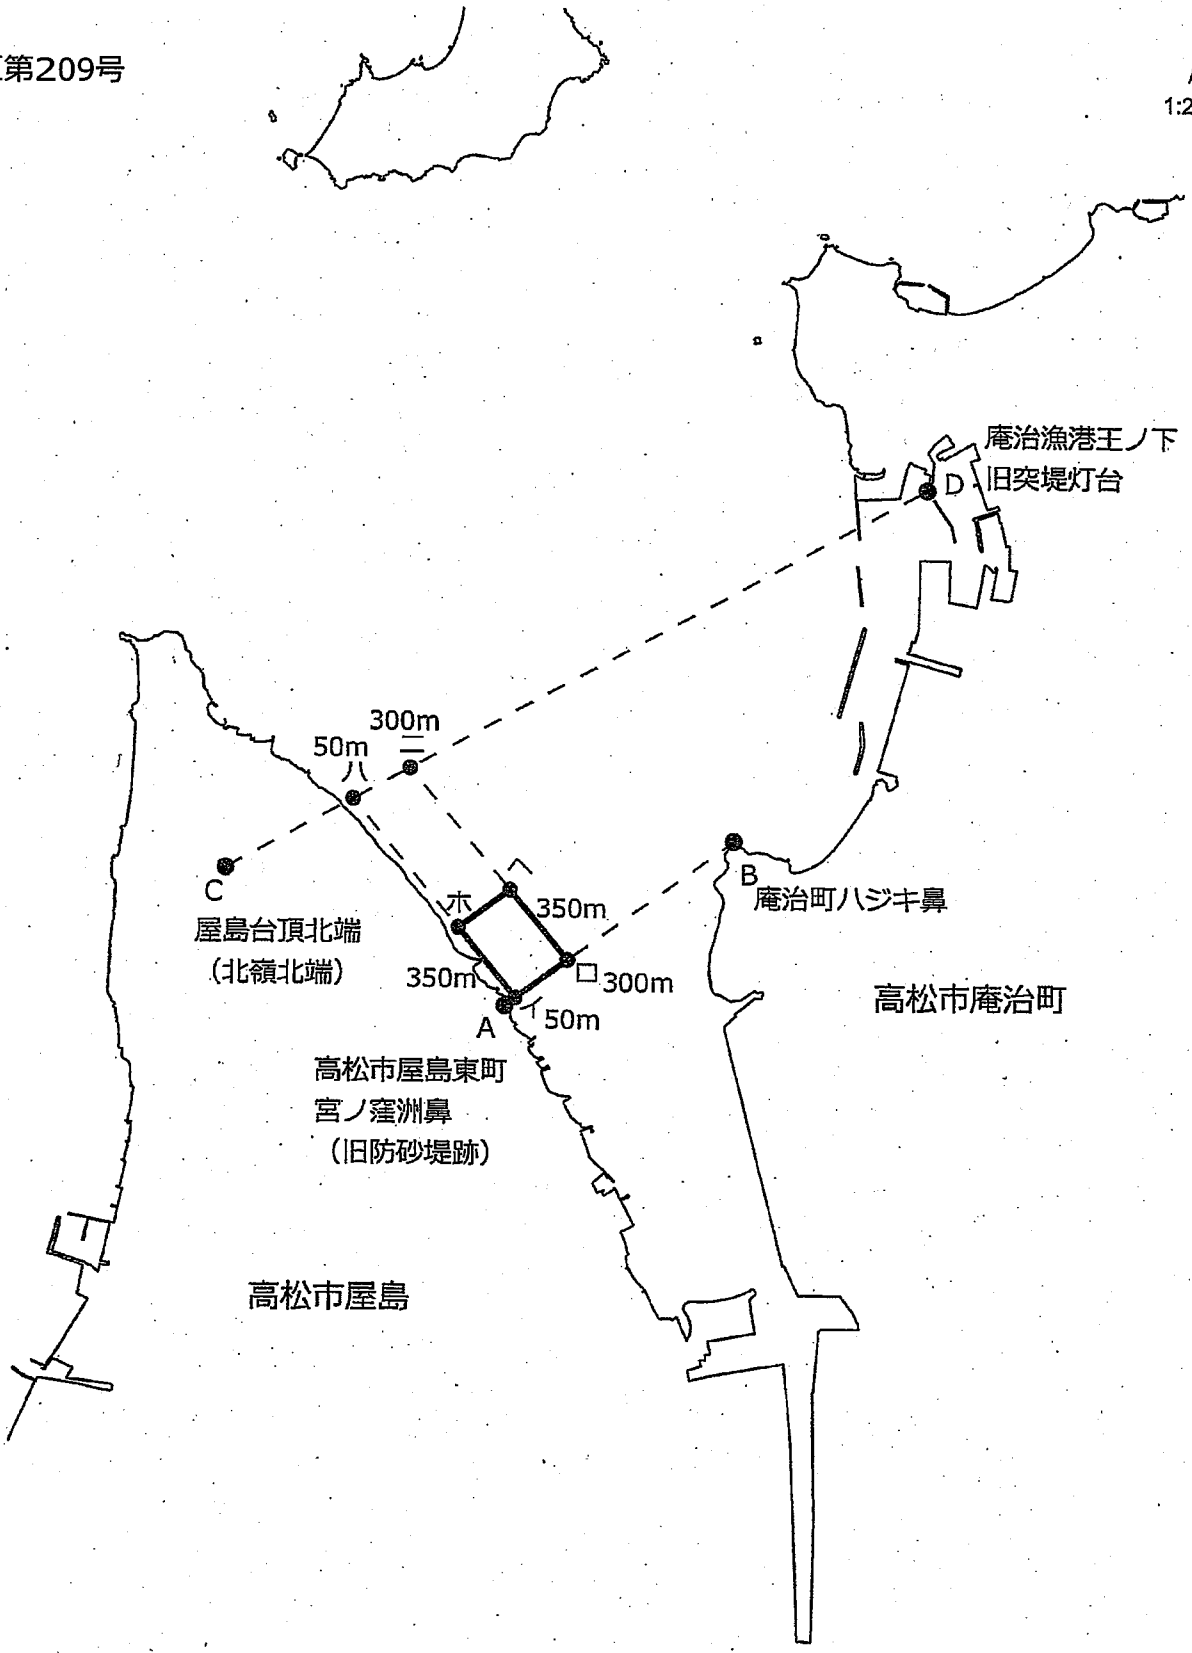 第209号
1:2
庵治漁港王ノ下
D
旧突堤灯台
300m
ニ
50m
ハ
C
屋島台頂北端
(北嶺北端)
B
庵治町ハジキ鼻
ヘ
ホ
350m
350m
ロ
300m
イ
50m
A
高松市庵治町
高松市屋島東町
宮ノ窪洲鼻
(旧防砂堤跡)
高松市屋島